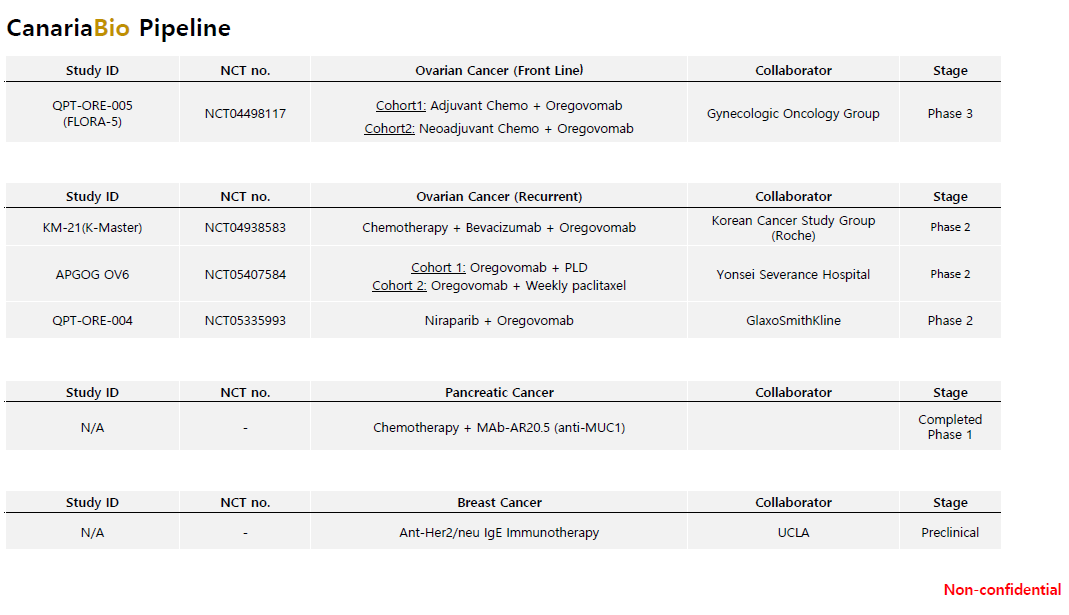 CanariaBio Pipeline
Study ID NCT no. Ovarian Cancer (Front Line) Collaborator Stage
QPT-ORE-005
(FLORA-5)
NCT04498117
Cohort1: Adjuvant Chemo + Oregovomab
Cohort2: Neoadjuvant Chemo + Oregovomab
Gynecologic Oncology Group
Phase 3
Study ID NCT no. Ovarian Cancer (Recurrent) Collaborator Stage
KM-21(K-Master)
NCT04938583
Chemotherapy + Bevacizumab + Oregovomab
Korean Cancer Study Group
(Roche)
Phase 2
APGOG OV6
NCT05407584
Cohort 1: Oregovomab + PLD
Cohort 2: Oregovomab + Weekly paclitaxel
Yonsei Severance Hospital
Phase 2
QPT-ORE-004 NCT05335993 Niraparib + Oregovomab GlaxoSmithKline Phase 2
Study ID NCT no. Pancreatic Cancer Collaborator Stage
N/A
-
Chemotherapy + MAb-AR20.5 (anti-MUC1)
Completed
Phase 1
Study ID NCT no. Breast Cancer Collaborator Stage
N/A - Ant-Her2/neu IgE Immunotherapy UCLA Preclinical
Non-confidential